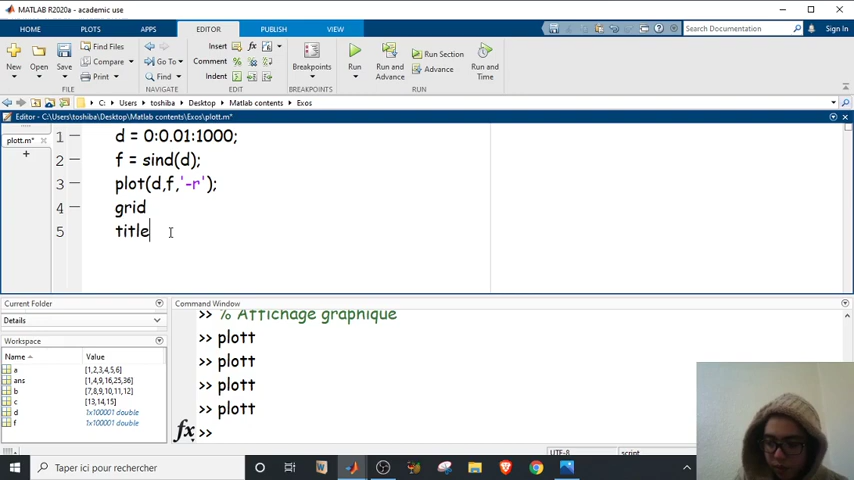 MATLAB R2020a - academic use
HOME PLOTS APPS EDITOR PUBLISH VIEW Search Documentation Sign In
New Open Save Find Files Compare Print Go To Find Insert Comment Indent Breakpoints Run Run and Advance Run Section Advance Run and Time
FILE NAVIGATE EDIT BREAKPOINTS RUN
C: Users toshiba Desktop Matlab contents Exos
Editor - C:\Users\toshiba\Desktop\Matlab contents\Exos\plott.m*
plott.m*
1 d = 0:0.01:1000;
2 f = sind(d);
3 plot(d,f,'-r');
4 grid
5 title
Current Folder
Details
Workspace
Name Value
a [1,2,3,4,5,6]
ans [1,4,9,16,25,36]
b [7,8,9,10,11,12]
c [13,14,15]
d 1x100001 double
f 1x100001 double
Command Window
>> % Affichage graphique
>> plott
>> plott
>> plott
>> plott
fx >>
UTF-8 script
Taper ici pour rechercher